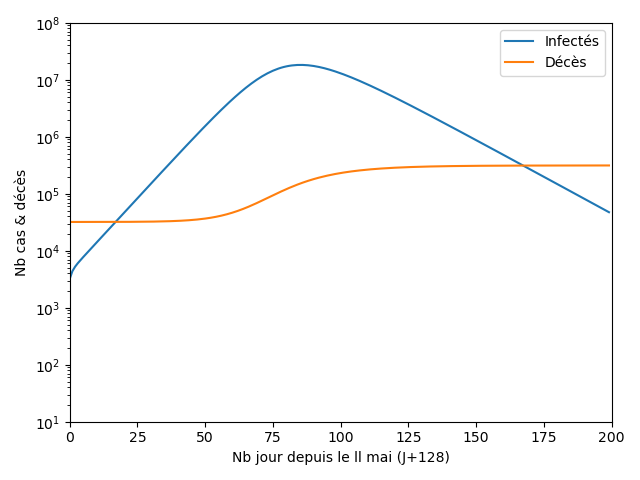 10⁸
10⁷
10⁶
10⁵
10⁴
10³
10²
10¹
Nb cas & décès
Infectés
Décès
0 25 50 75 100 125 150 175 200
Nb jour depuis le ll mai (J+128)